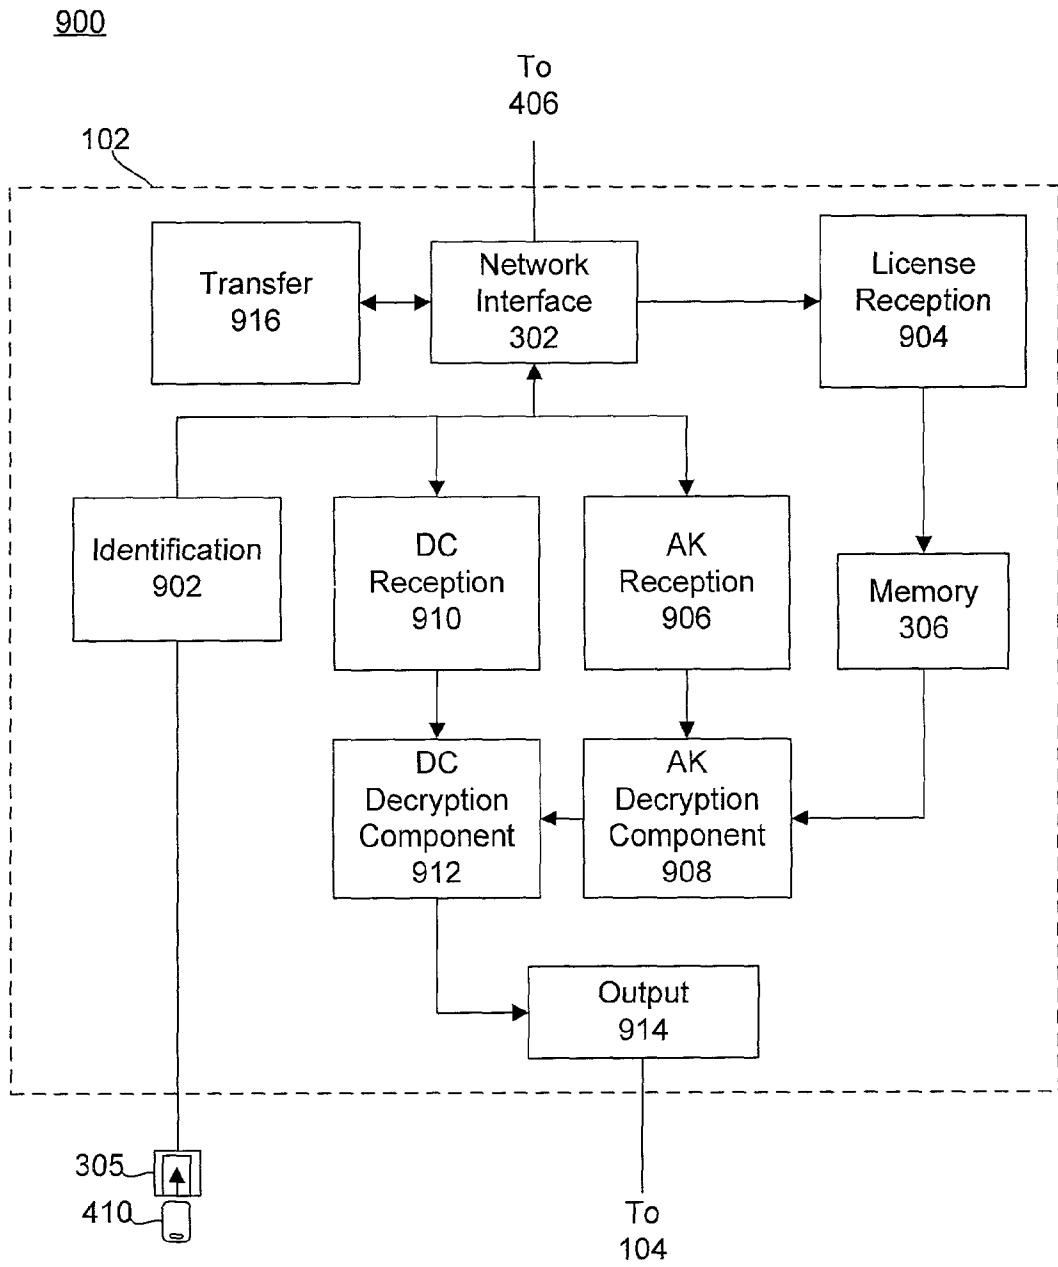 900
To
406
102
Transfer
916
Network
Interface
302
License
Reception
904
Identification
902
DC
Reception
910
AK
Reception
906
Memory
306
DC
Decryption
Component
912
AK
Decryption
Component
908
Output
914
305
410
To
104